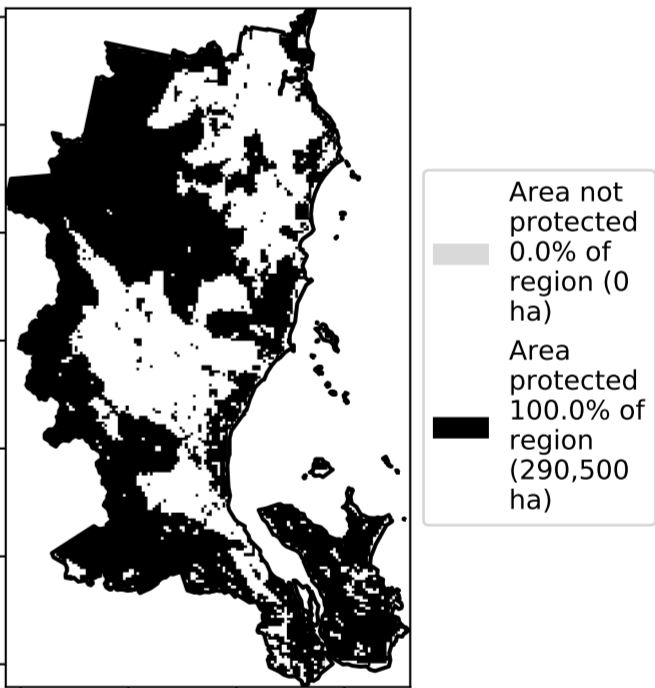 Area not
protected
0.0% of
region (0
ha)
Area
protected
100.0% of
region
(290,500
ha)